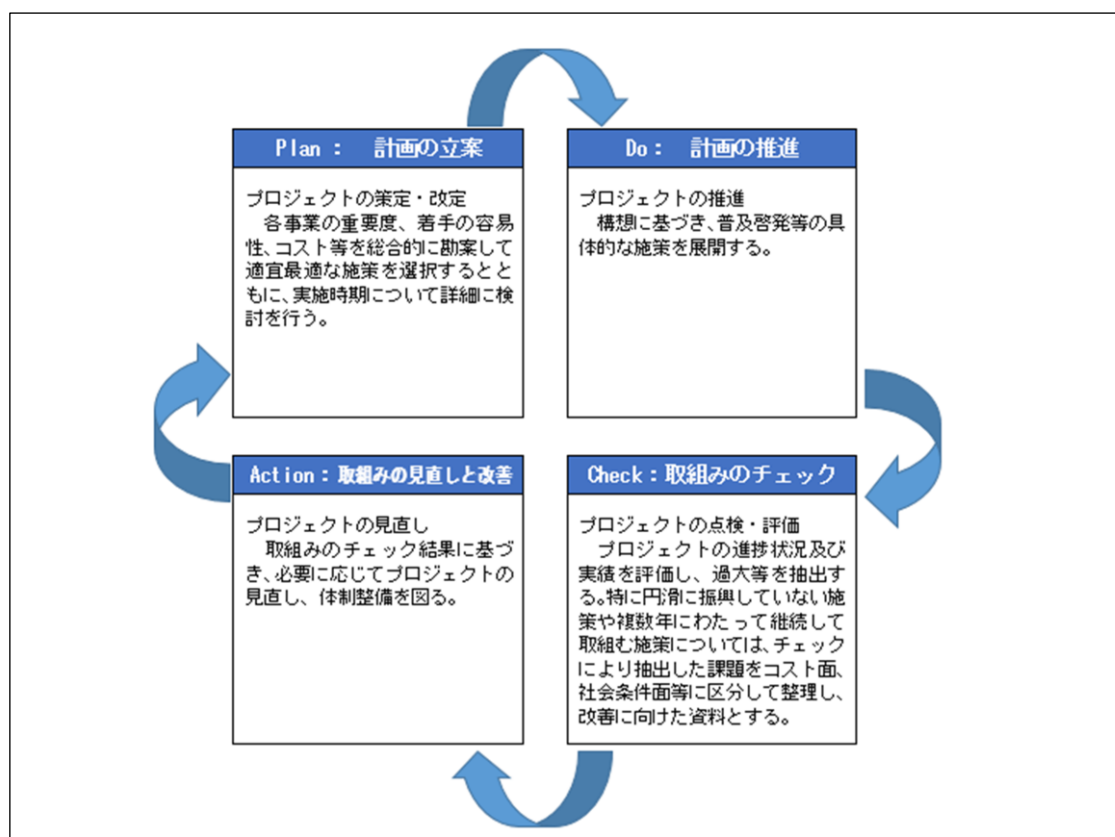 Plan： 計画の立案
プロジェクトの策定・改定
各事業の重要度、着手の容易
性、コスト等を総合的に勘案して
適宜最適な施策を選択するとと
もに、実施時期について詳細に検
討を行う。
Do： 計画の推進
プロジェクトの推進
構想に基づき、普及啓発等の具
体的な施策を展開する。
Check：取組みのチェック
プロジェクトの点検・評価
プロジェクトの進捗状況及び
実績を評価し、過大等を抽出す
る。特に円滑に振興していない施
策や複数年にわたって継続して
取組む施策については、チェック
により抽出した課題をコスト面、
社会条件面等に区分して整理し、
改善に向けた資料とする。
Action：取組みの見直しと改善
プロジェクトの見直し
取組みのチェック結果に基づ
き、必要に応じてプロジェクトの
見直し、体制整備を図る。